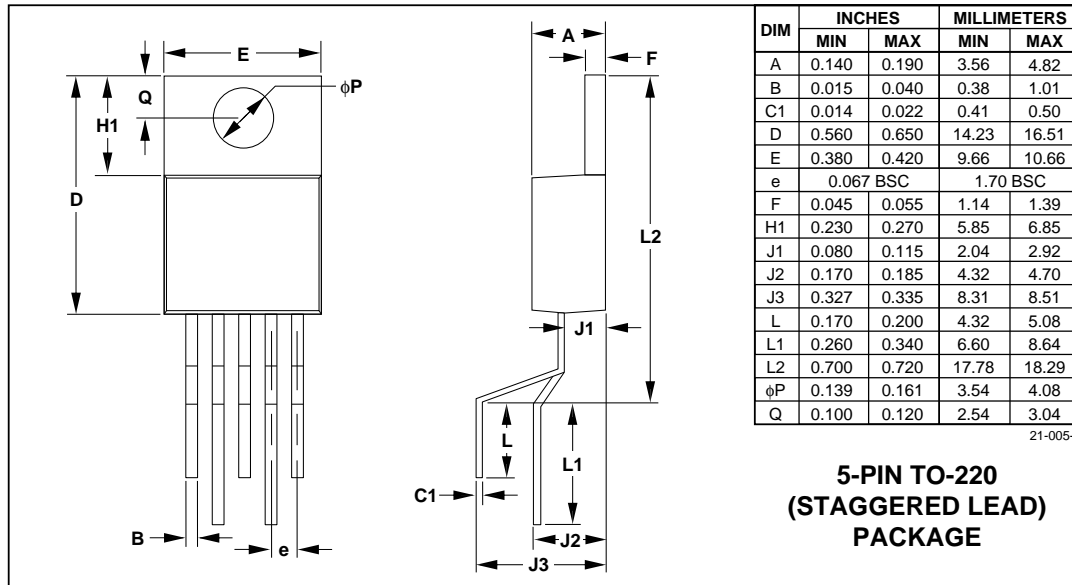 E
Q
ϕP
H1
D
B
e
A
F
L2
J1
L
L1
C1
J2
J3
DIM INCHES MILLIMETERS
MIN MAX MIN MAX
A 0.140 0.190 3.56 4.82
B 0.015 0.040 0.38 1.01
C1 0.014 0.022 0.41 0.50
D 0.560 0.650 14.23 16.51
E 0.380 0.420 9.66 10.66
e 0.067 BSC 1.70 BSC
F 0.045 0.055 1.14 1.39
H1 0.230 0.270 5.85 6.85
J1 0.080 0.115 2.04 2.92
J2 0.170 0.185 4.32 4.70
J3 0.327 0.335 8.31 8.51
L 0.170 0.200 4.32 5.08
L1 0.260 0.340 6.60 8.64
L2 0.700 0.720 17.78 18.29
ϕP 0.139 0.161 3.54 4.08
Q 0.100 0.120 2.54 3.04
21-005-
5-PIN TO-220
(STAGGERED LEAD)
PACKAGE